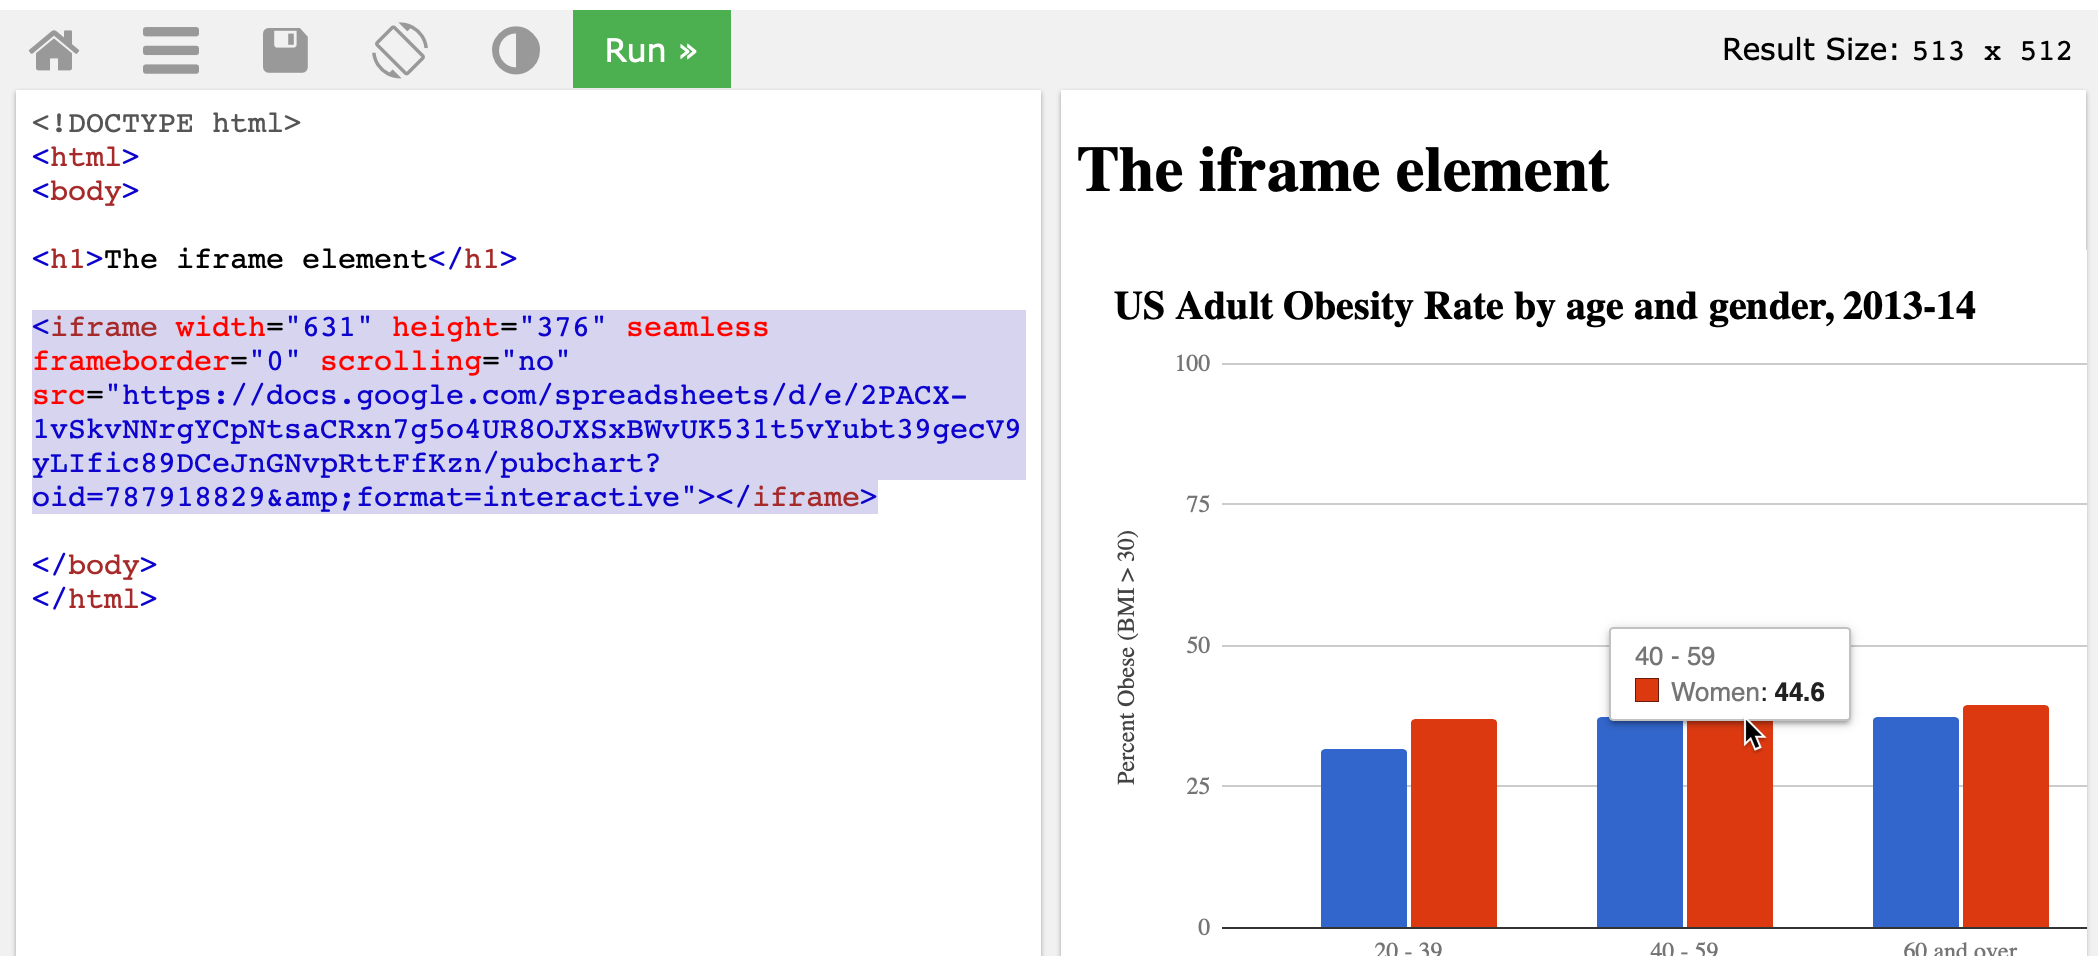 Run »
Result Size: 513 x 512
<!DOCTYPE html>
<html>
<body>
<h1>The iframe element</h1>
<iframe width="631" height="376" seamless
frameborder="0" scrolling="no"
src="https://docs.google.com/spreadsheets/d/e/2PACX-
1vSkvNNrgYCpNtsaCRxn7g5o4UR8OJXSxBWvUK531t5vYubt39gecV9
yLIfic89DCeJnGNvpRttFfKzn/pubchart?
oid=787918829&amp;format=interactive"></iframe>
</body>
</html>
The iframe element
US Adult Obesity Rate by age and gender, 2013-14
Percent Obese (BMI > 30)
100
75
50
25
0
40 - 59
Women: 44.6
20 - 39
40 - 59
60 and over